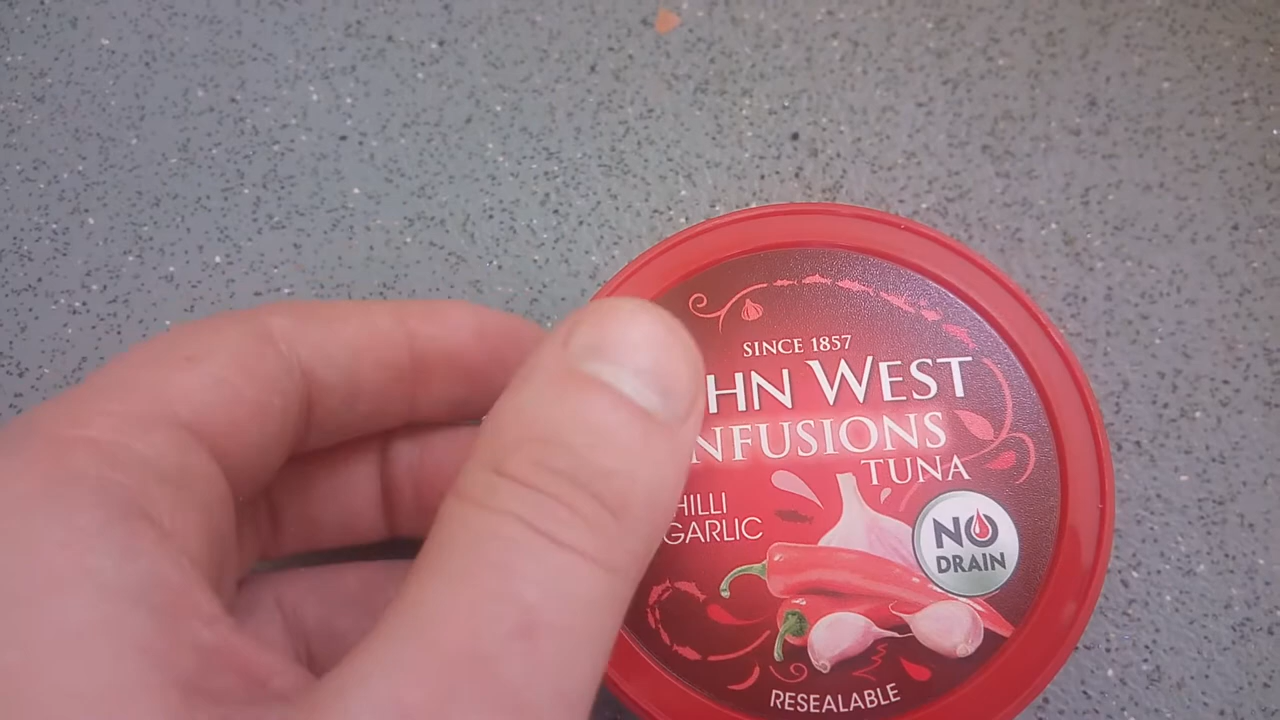 SINCE 1857
HN WEST
NFUSIONS
TUNA
HILLI
GARLIC
NO
DRAIN
RESEALABLE